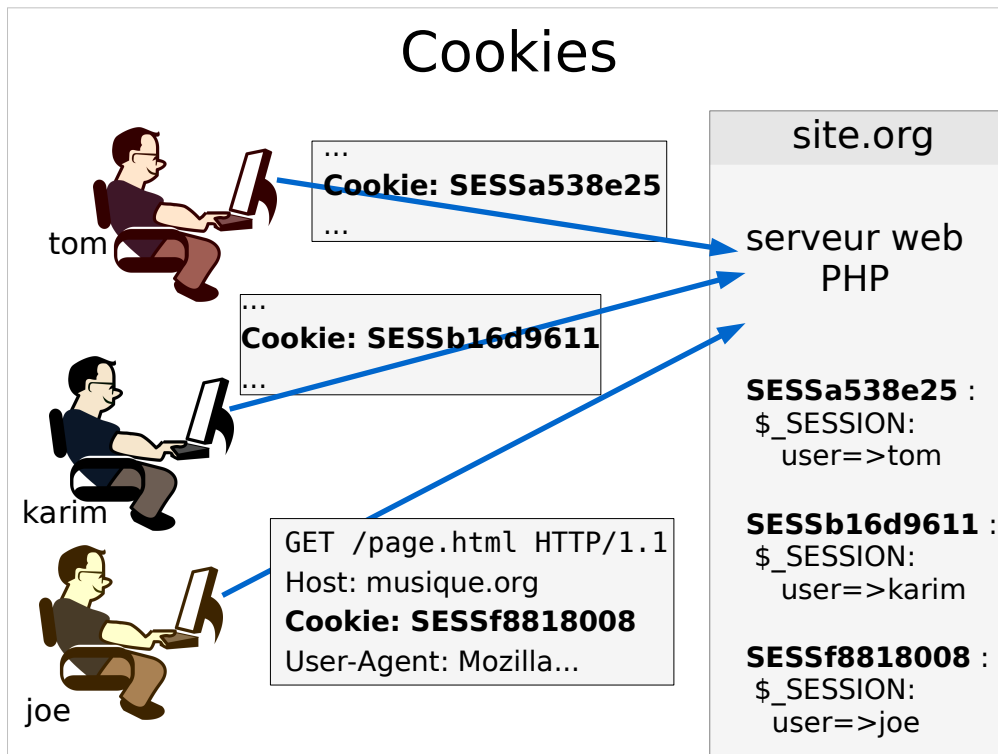 Cookies
tom
...
Cookie: SESSa538e25
...
karim
...
Cookie: SESSb16d9611
...
joe
GET /page.html HTTP/1.1
Host: musique.org
Cookie: SESSf8818008
User-Agent: Mozilla...
site.org
serveur web
PHP
SESSa538e25 :
$_SESSION:
user=>tom
SESSb16d9611 :
$_SESSION:
user=>karim
SESSf8818008 :
$_SESSION:
user=>joe